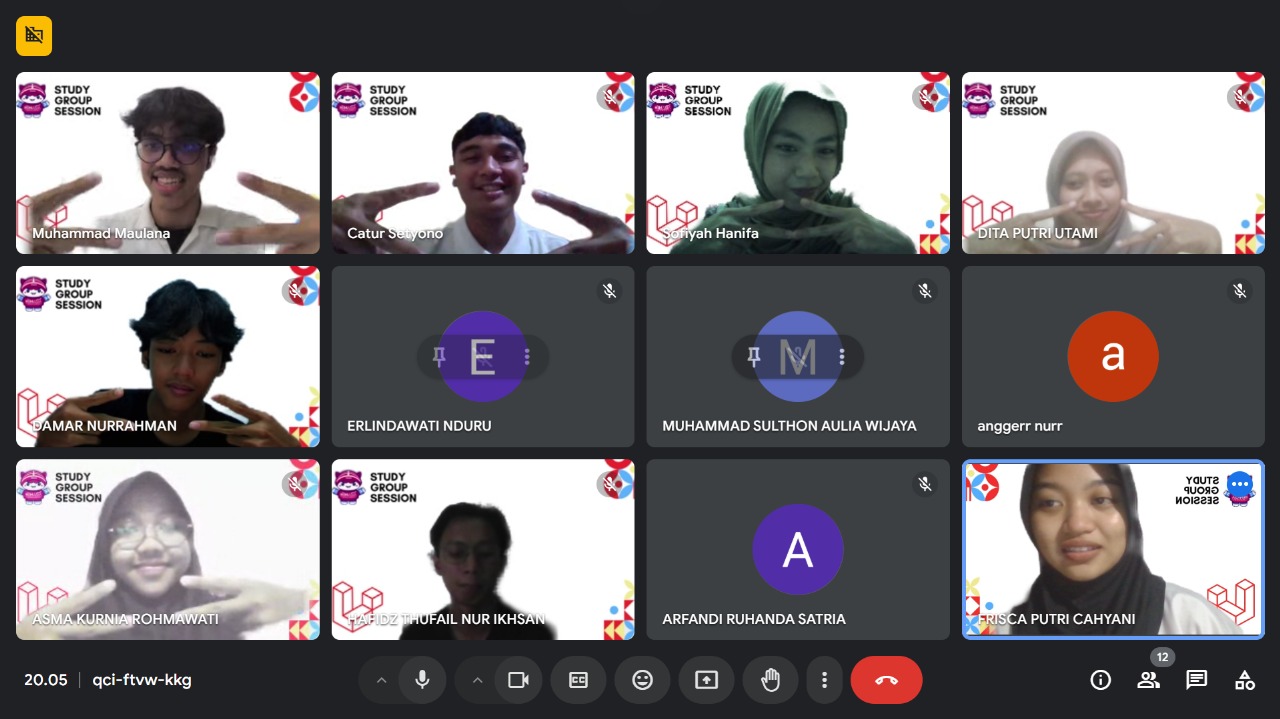 STUDY
GROUP
SESSION
Muhammad Maulana
STUDY
GROUP
SESSION
Catur Setyono
STUDY
GROUP
SESSION
Sofiyah Hanifa
STUDY
GROUP
SESSION
DITA PUTRI UTAMI
STUDY
GROUP
SESSION
DAMAR NURRAHMAN
E
ERLINDAWATI NDURU
M
MUHAMMAD SULTHON AULIA WIJAYA
a
anggerr nurr
STUDY
GROUP
SESSION
ASMA KURNIA ROHMAWATI
STUDY
GROUP
SESSION
HAFIDZ THUFAIL NUR IKHSAN
A
ARFANDI RUHANDA SATRIA
STUDY
GROUP
SESSION
FRISCA PUTRI CAHYANI
20.05 | qci-ftvw-kkg
CC
12